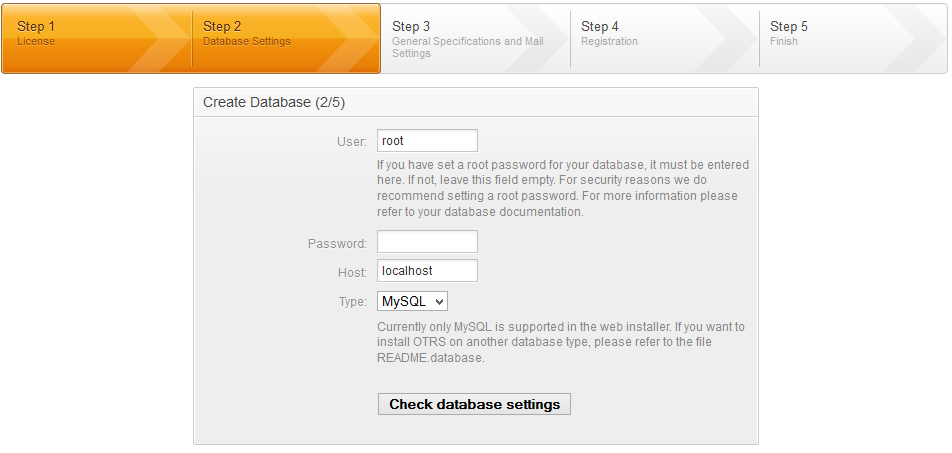 Step 1
License
Step 2
Database Settings
Step 3
General Specifications and Mail
Settings
Step 4
Registration
Step 5
Finish
Create Database (2/5)
User: root
If you have set a root password for your database, it must be entered
here. If not, leave this field empty. For security reasons we do
recommend setting a root password. For more information please
refer to your database documentation.
Password:
Host: localhost
Type: MySQL
Currently only MySQL is supported in the web installer. If you want to
install OTRS on another database type, please refer to the file
README.database.
Check database settings